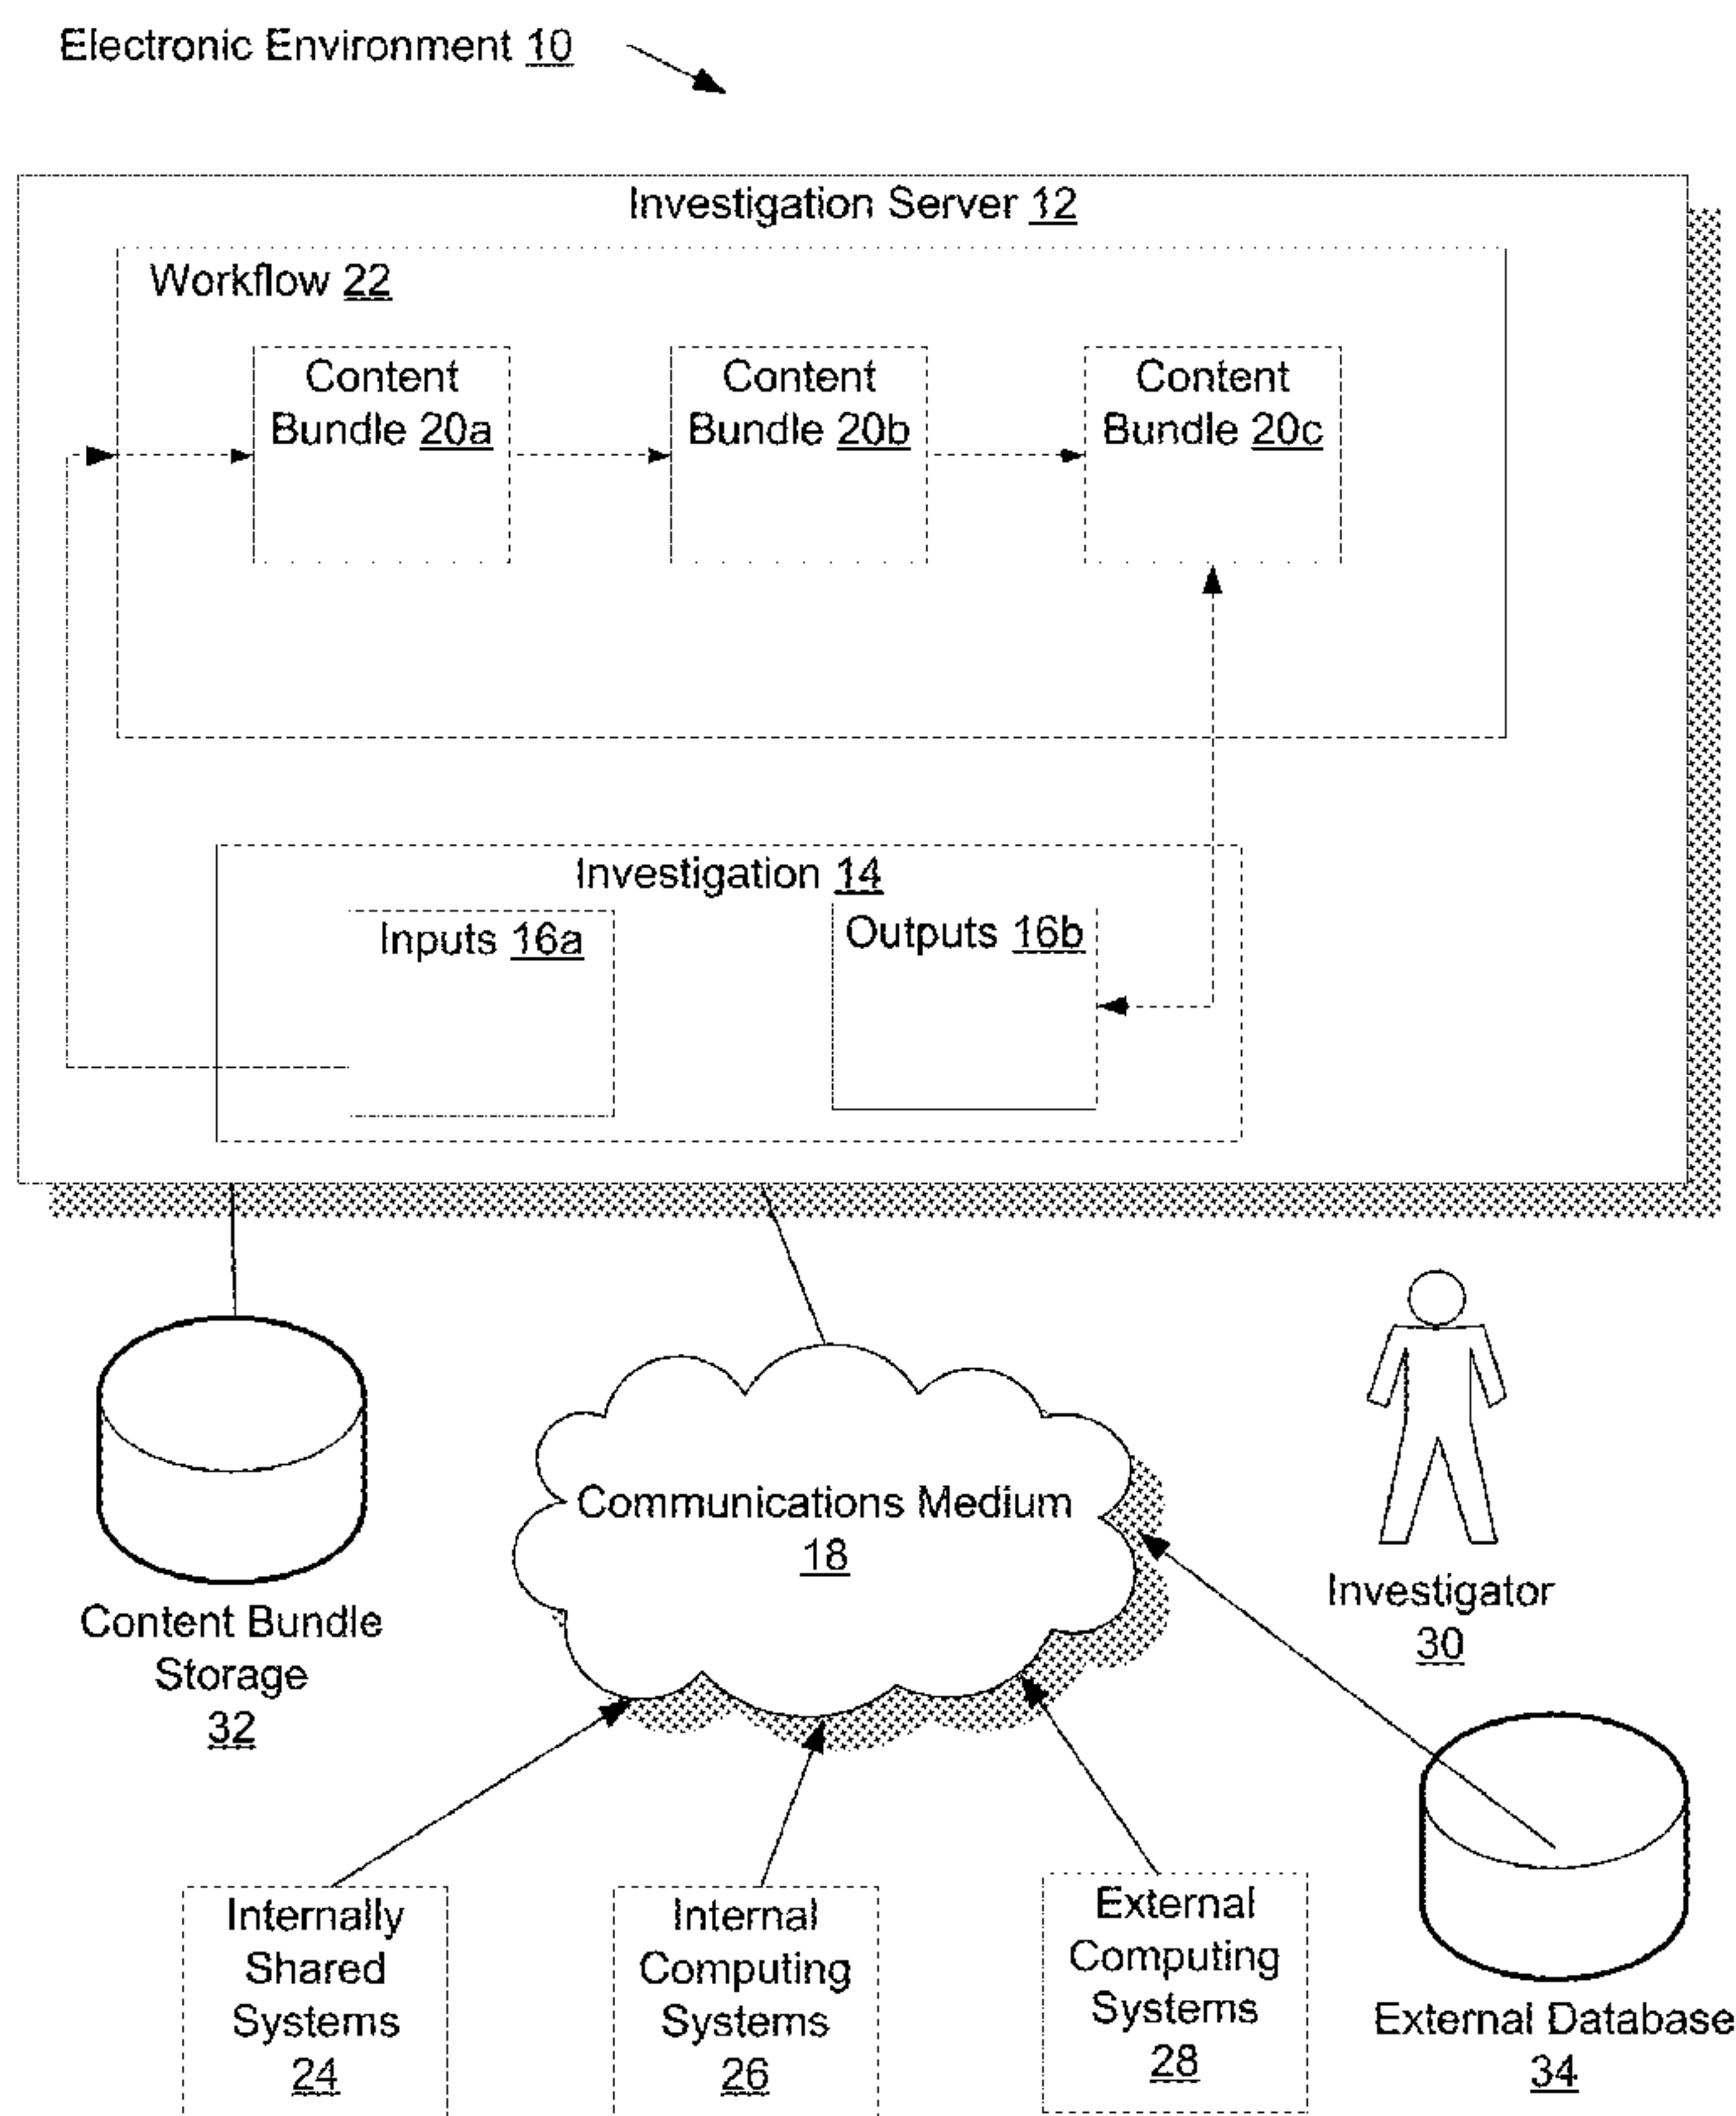 Electronic Environment 10
Investigation Server 12
Workflow 22
Content
Bundle 20a
Content
Bundle 20b
Content
Bundle 20c
Investigation 14
Inputs 16a
Outputs 16b
Communications Medium
18
Investigator
30
Content Bundle
Storage
32
Internally
Shared
Systems
24
Internal
Computing
Systems
26
External
Computing
Systems
28
External Database
34